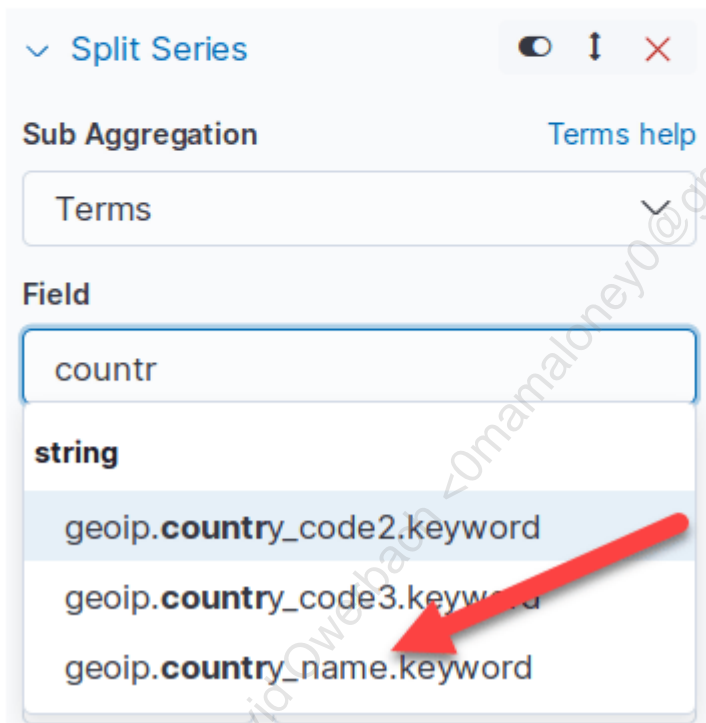 Split Series
Sub Aggregation Terms help
Terms
Field
countr
string
geoip.country_code2.keyword
geoip.country_code3.keyword
geoip.country_name.keyword